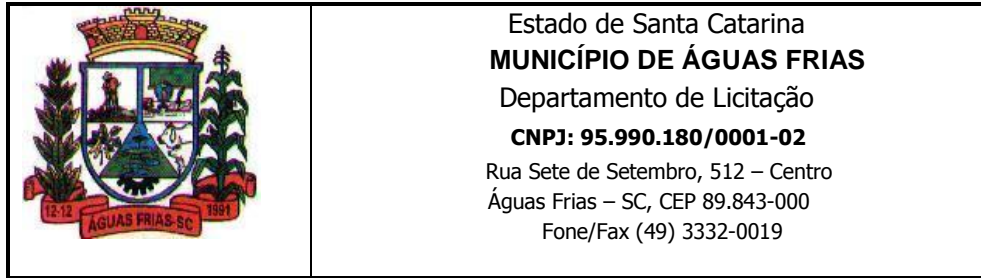 Estado de Santa Catarina
MUNICÍPIO DE ÁGUAS FRIAS
Departamento de Licitação
CNPJ: 95.990.180/0001-02
Rua Sete de Setembro, 512 – Centro
Águas Frias – SC, CEP 89.843-000
Fone/Fax (49) 3332-0019
12-12
ÁGUAS FRIAS-SC
1991